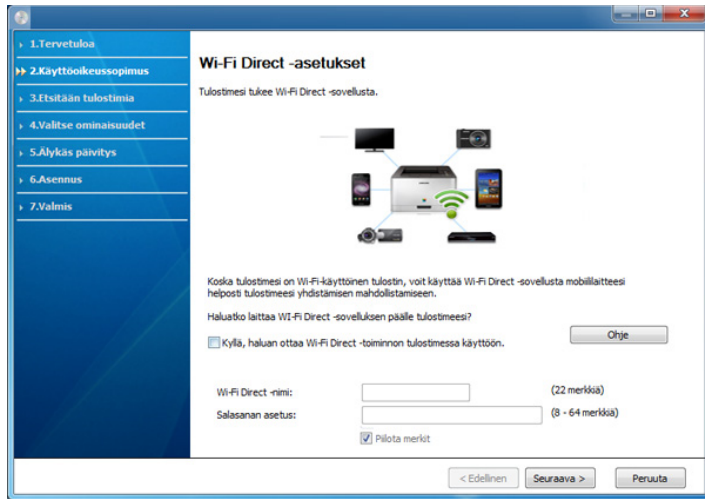 1.Tervetuloa
2.Käyttöoikeussopimus
3.Etsitään tulostimia
4.Valitse ominaisuudet
5.Älykäs päivitys
6.Asennus
7.Valmis
Wi-Fi Direct -asetukset
Tulostimesi tukee Wi-Fi Direct -sovellusta.
Koska tulostimesi on Wi-Fi-käyttöinen tulostin, voit käyttää Wi-Fi Direct -sovellusta mobiililaitteesi
helposti tulostimeesi yhdistämisen mahdollistamiseen.
Haluatko laittaa WI-Fi Direct -sovelluksen päälle tulostimeesi?
Ohje
Kyllä, haluan ottaa Wi-Fi Direct -toiminnon tulostimessa käyttöön.
Wi-Fi Direct -nimi: (22 merkkiä)
Salasanan asetus: (8 - 64 merkkiä)
Piilota merkit
< Edellinen Seuraava > Peruuta